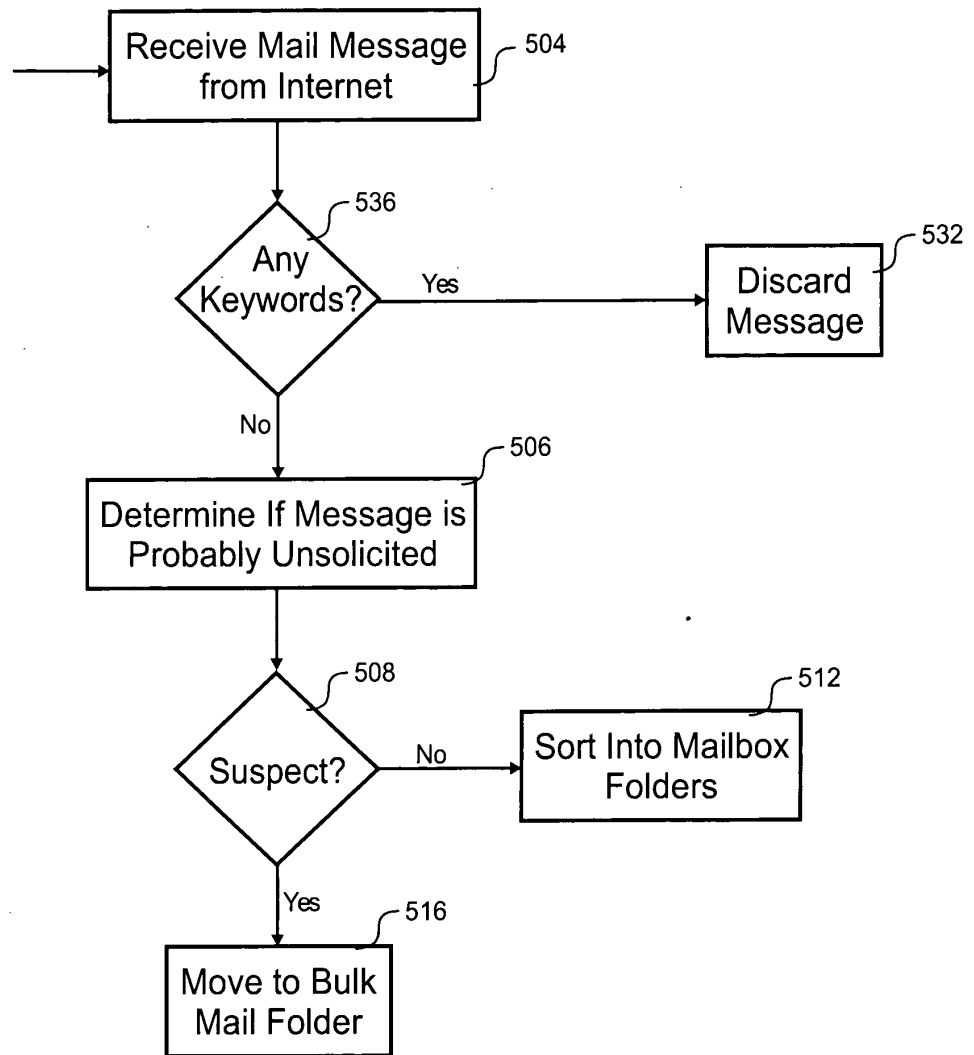 Receive Mail Message
from Internet
504
536
Any
Keywords?
Yes
532
Discard
Message
No
506
Determine If Message is
Probably Unsolicited
508
Suspect?
No
512
Sort Into Mailbox
Folders
Yes
516
Move to Bulk
Mail Folder